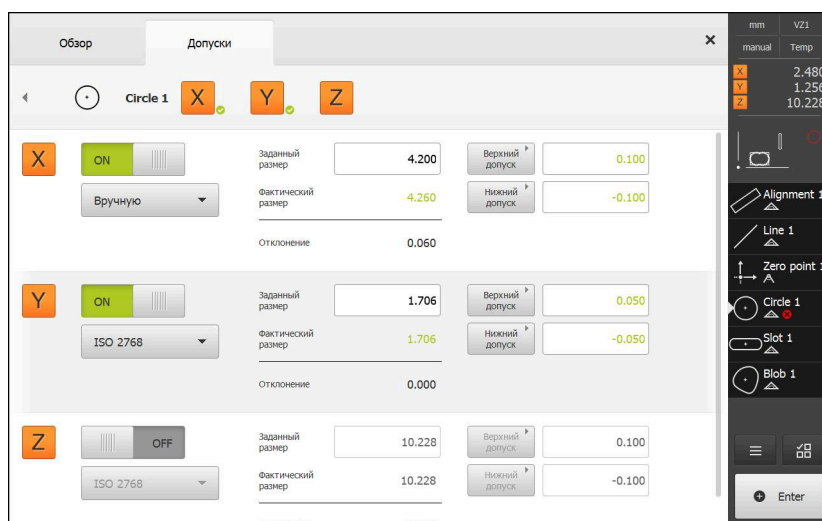 Обзор
Допуски
×
Circle 1 X Y Z
X
ON
Вручную
Заданный
размер
4.200
Верхний
допуск
0.100
Фактический
размер
4.260
Нижний
допуск
-0.100
Отклонение
0.060
Y
ON
ISO 2768
Заданный
размер
1.706
Верхний
допуск
0.050
Фактический
размер
1.706
Нижний
допуск
-0.050
Отклонение
0.000
Z
OFF
ISO 2768
Заданный
размер
10.228
Верхний
допуск
0.100
Фактический
размер
10.228
Нижний
допуск
-0.100
mm VZ1
manual Temp
X 2.480
Y 1.256
Z 10.228
Alignment 1
Line 1
Zero point 1
Circle 1
Slot 1
Blob 1
Enter